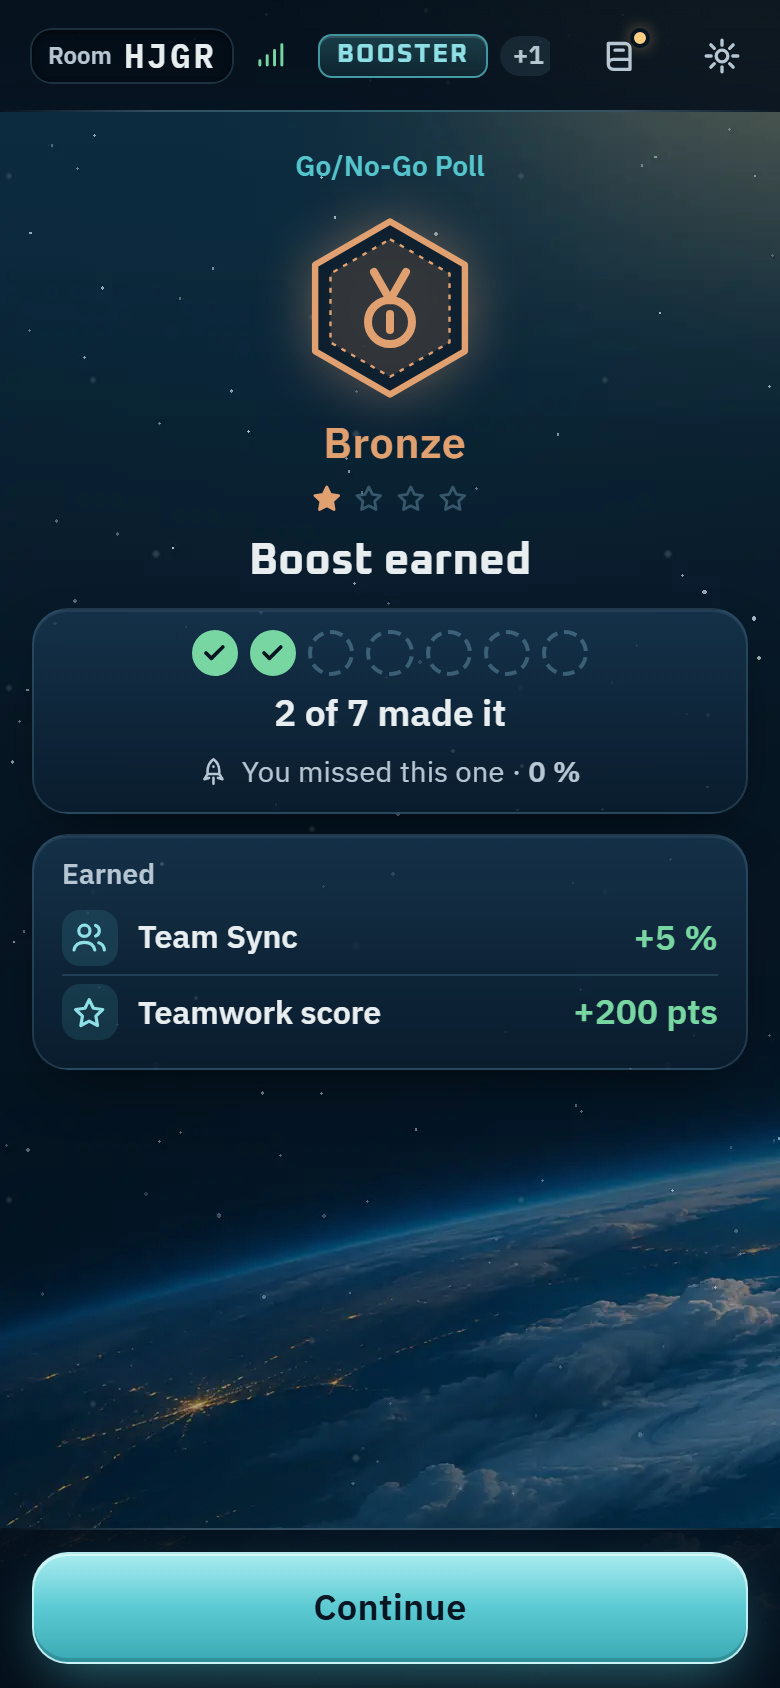 Room HJGR BOOSTER +1
Go/No-Go Poll
Bronze
Boost earned
2 of 7 made it
You missed this one · 0 %
Earned
Team Sync +5 %
Teamwork score +200 pts
Continue